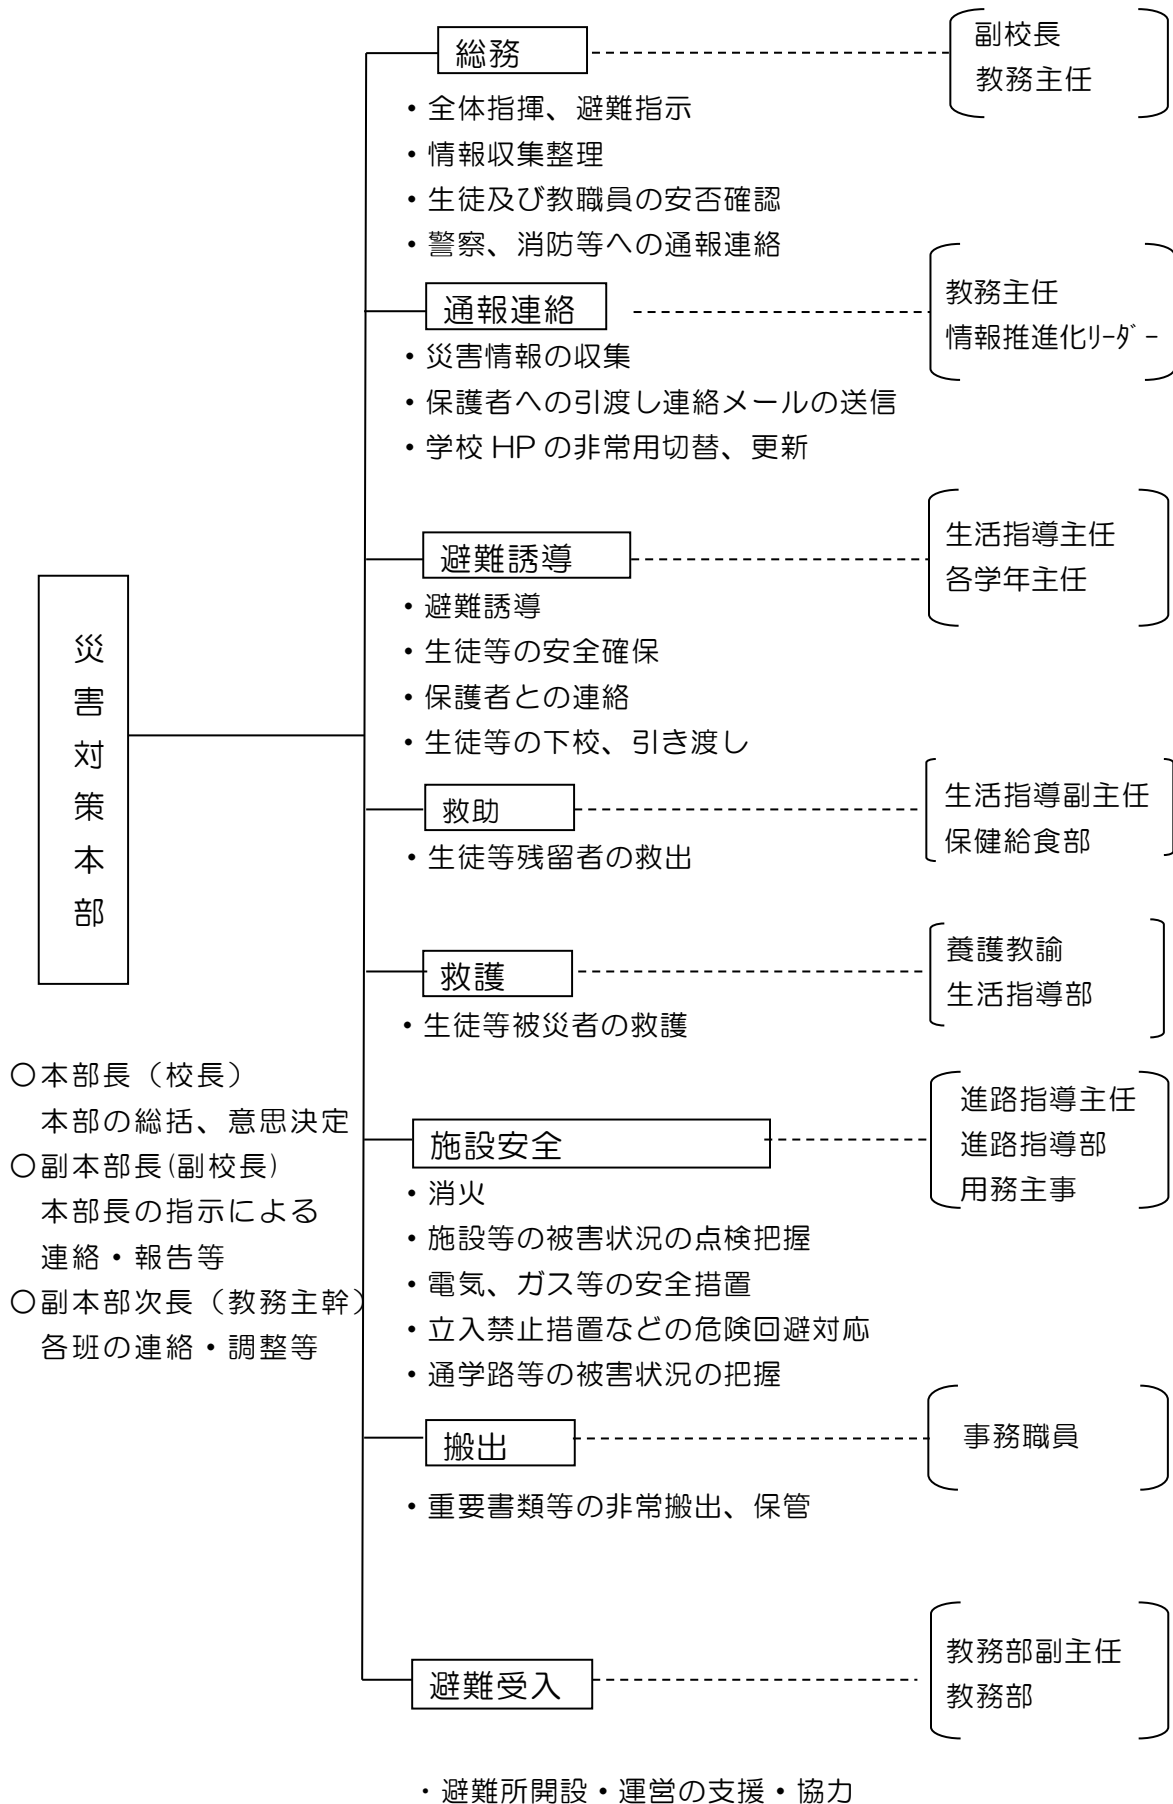 総務
副校長
教務主任
・全体指揮、避難指示
・情報収集整理
・生徒及び教職員の安否確認
・警察、消防等への通報連絡
通報連絡
教務主任
情報推進化ﾘｰﾀﾞｰ
・災害情報の収集
・保護者への引渡し連絡メールの送信
・学校 HP の非常用切替、更新
避難誘導
生活指導主任
各学年主任
・避難誘導
・生徒等の安全確保
・保護者との連絡
・生徒等の下校、引き渡し
災害対策本部
救助
生活指導副主任
保健給食部
・生徒等残留者の救出
救護
養護教諭
生活指導部
・生徒等被災者の救護
〇本部長（校長）
本部の総括、意思決定
〇副本部長(副校長)
本部長の指示による
連絡・報告等
〇副本部次長（教務主幹）
各班の連絡・調整等
施設安全
進路指導主任
進路指導部
用務主事
・消火
・施設等の被害状況の点検把握
・電気、ガス等の安全措置
・立入禁止措置などの危険回避対応
・通学路等の被害状況の把握
搬出
事務職員
・重要書類等の非常搬出、保管
避難受入
教務部副主任
教務部
・避難所開設・運営の支援・協力